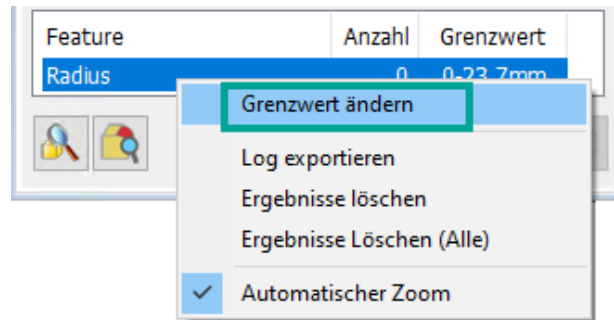 Feature Anzahl Grenzwert
Radius 0 0-23.7mm
Grenzwert ändern
Log exportieren
Ergebnisse löschen
Ergebnisse Löschen (Alle)
Automatischer Zoom